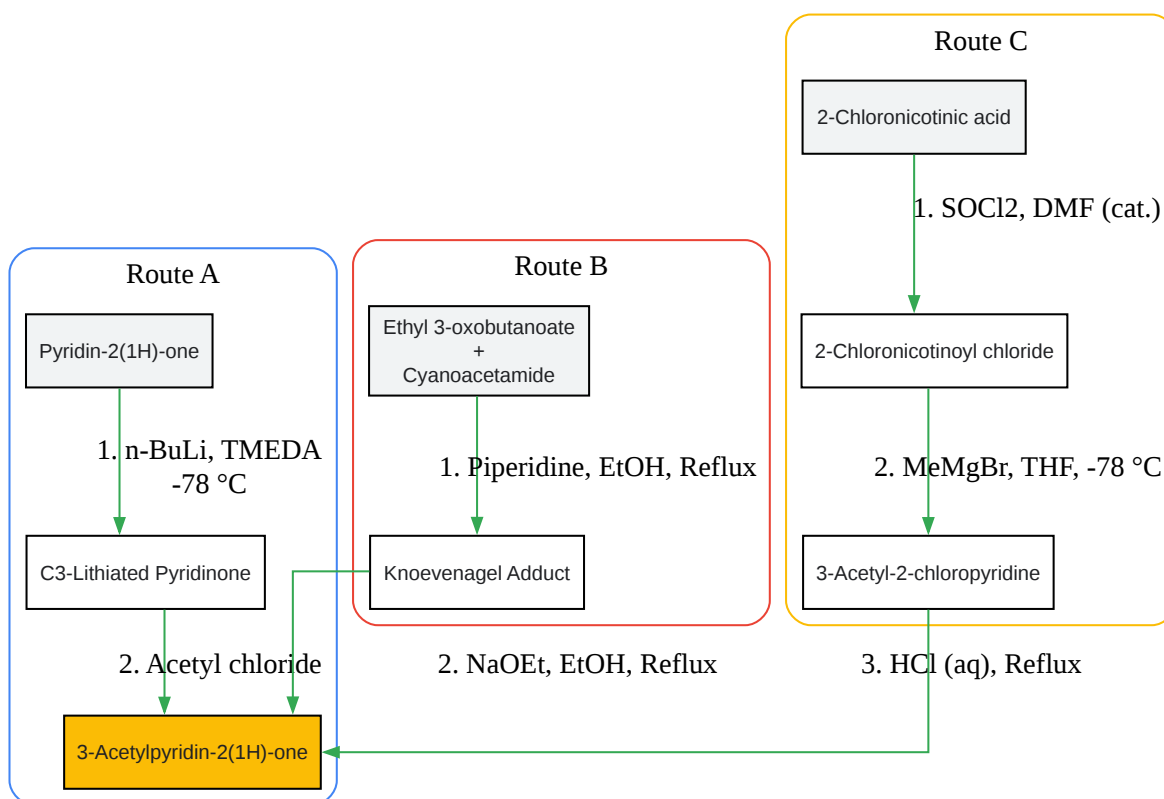 Route A
Pyridin-2(1H)-one
1. n-BuLi, TMEDA
-78 °C
C3-Lithiated Pyridinone
2. Acetyl chloride
3-Acetylpyridin-2(1H)-one
Route B
Ethyl 3-oxobutanoate
+
Cyanoacetamide
1. Piperidine, EtOH, Reflux
Knoevenagel Adduct
2. NaOEt, EtOH, Reflux
Route C
2-Chloronicotinic acid
1. SOCl2, DMF (cat.)
2-Chloronicotinoyl chloride
2. MeMgBr, THF, -78 °C
3-Acetyl-2-chloropyridine
3. HCl (aq), Reflux